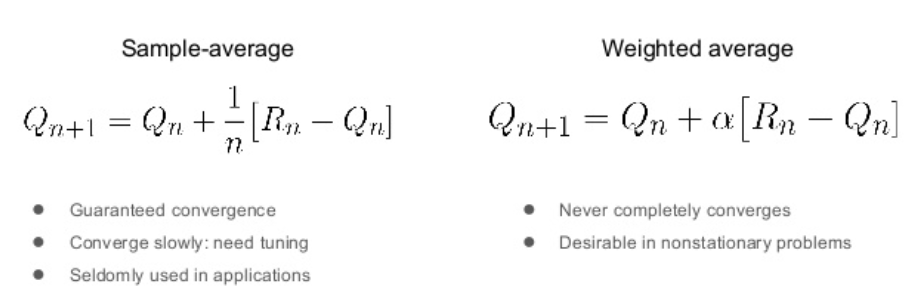 Sample-average
Q_{n+1} = Q_n + \frac{1}{n}[R_n − Q_n]
● Guaranteed convergence
● Converge slowly: need tuning
● Seldomly used in applications
Weighted average
Q_{n+1} = Q_n + α[R_n − Q_n]
● Never completely converges
● Desirable in nonstationary problems